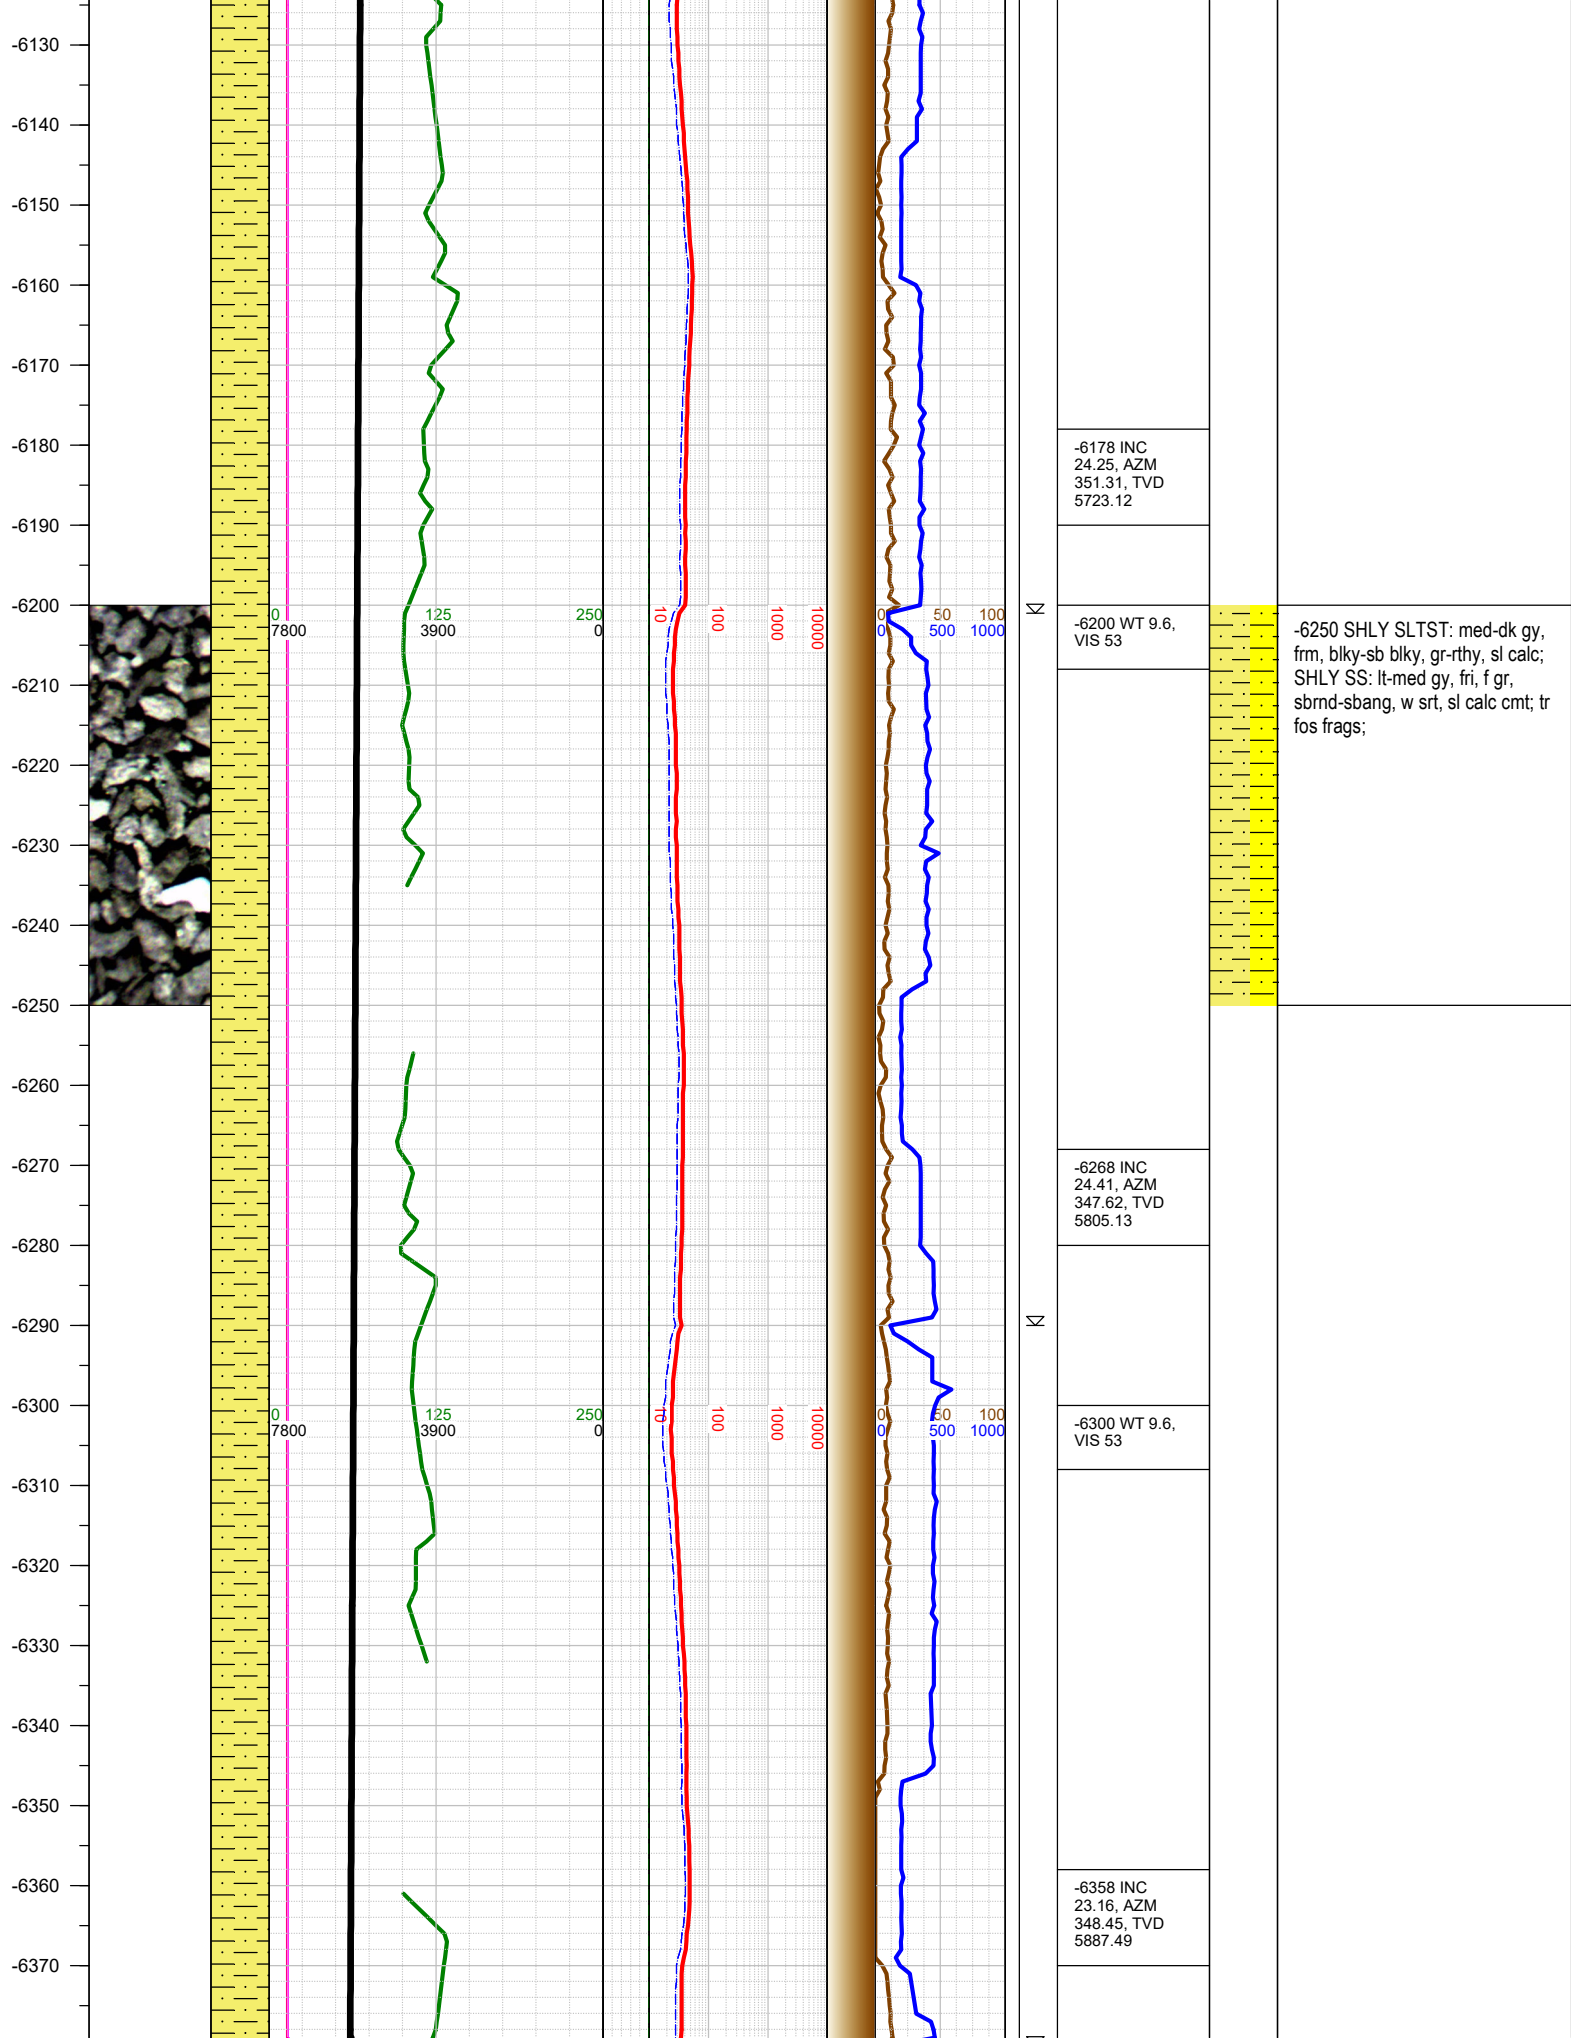 -6130
-6140
-6150
-6160
-6170
-6180
-6178 INC
24.25, AZM
351.31, TVD
5723.12
-6190
-6200
0 125 250
7800 3900 0
10 100 1000 10000
0 50 100
0 500 1000
-6200 WT 9.6,
VIS 53
-6250 SHLY SLTST: med-dk gy,
frm, blky-sb blky, gr-rthy, sl calc;
SHLY SS: lt-med gy, fri, f gr,
sbrnd-sbang, w srt, sl calc cmt; tr
fos frags;
-6210
-6220
-6230
-6240
-6250
-6260
-6270
-6268 INC
24.41, AZM
347.62, TVD
5805.13
-6280
-6290
-6300
0 125 250
7800 3900 0
10 100 1000 10000
0 50 100
0 500 1000
-6300 WT 9.6,
VIS 53
-6310
-6320
-6330
-6340
-6350
-6360
-6358 INC
23.16, AZM
348.45, TVD
5887.49
-6370